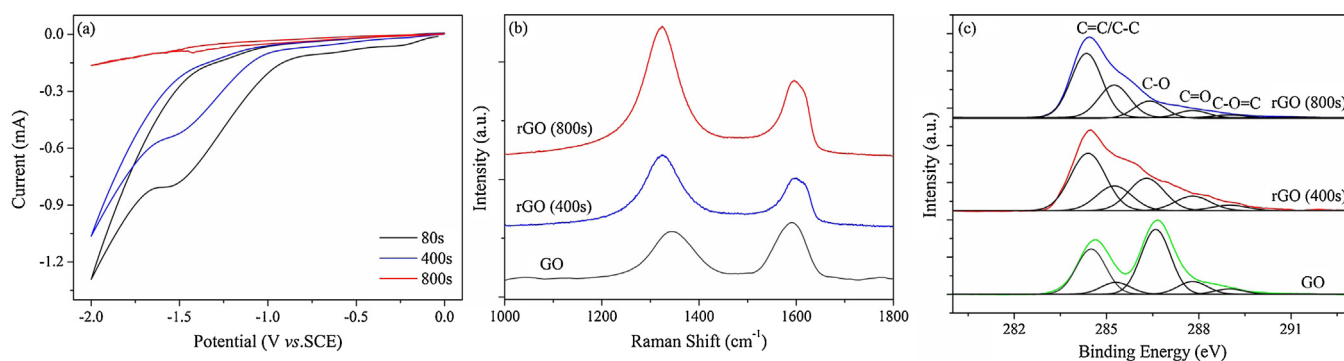 (a)
0.0
-0.3
-0.6
-0.9
-1.2
Current (mA)
80s
400s
800s
-2.0 -1.5 -1.0 -0.5 0.0
Potential (V vs.SCE)
(b)
Intensity (a.u.)
rGO (800s)
rGO (400s)
GO
1000 1200 1400 1600 1800
Raman Shift (cm-1)
(c)
Intensity (a.u.)
C=C/C-C
C-O
C=O
C-O=C
rGO (800s)
rGO (400s)
GO
282 285 288 291
Binding Energy (eV)